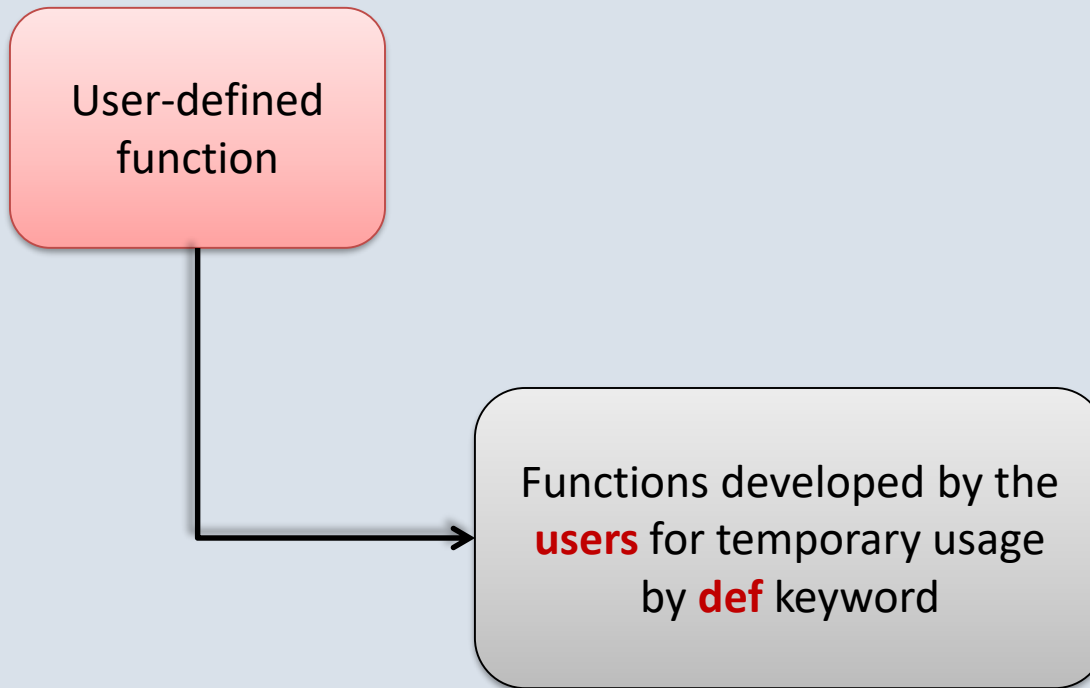 User-defined
function
Functions developed by the
users for temporary usage
by def keyword